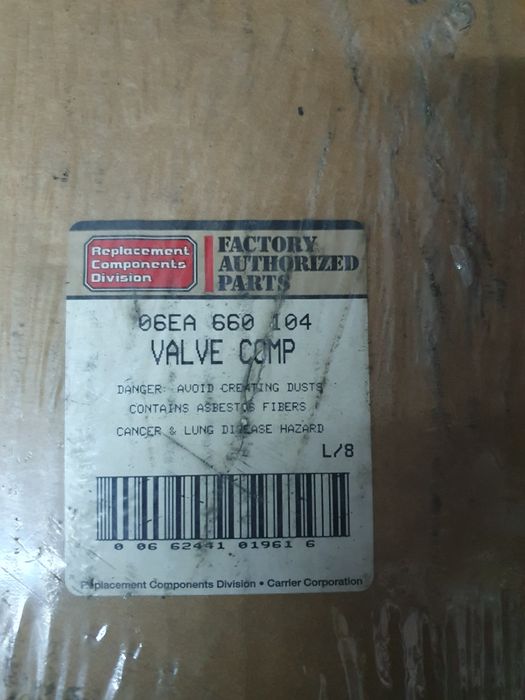 Replacement
Components
Division
FACTORY
AUTHORIZED
PARTS
06EA 660 104
VALVE COMP
DANGER: AVOID CREATING DUSTS
CONTAINS ASBESTOS FIBERS
CANCER & LUNG DISEASE HAZARD
L/8
0 06 62441 01961 6
Replacement Components Division • Carrier Corporation